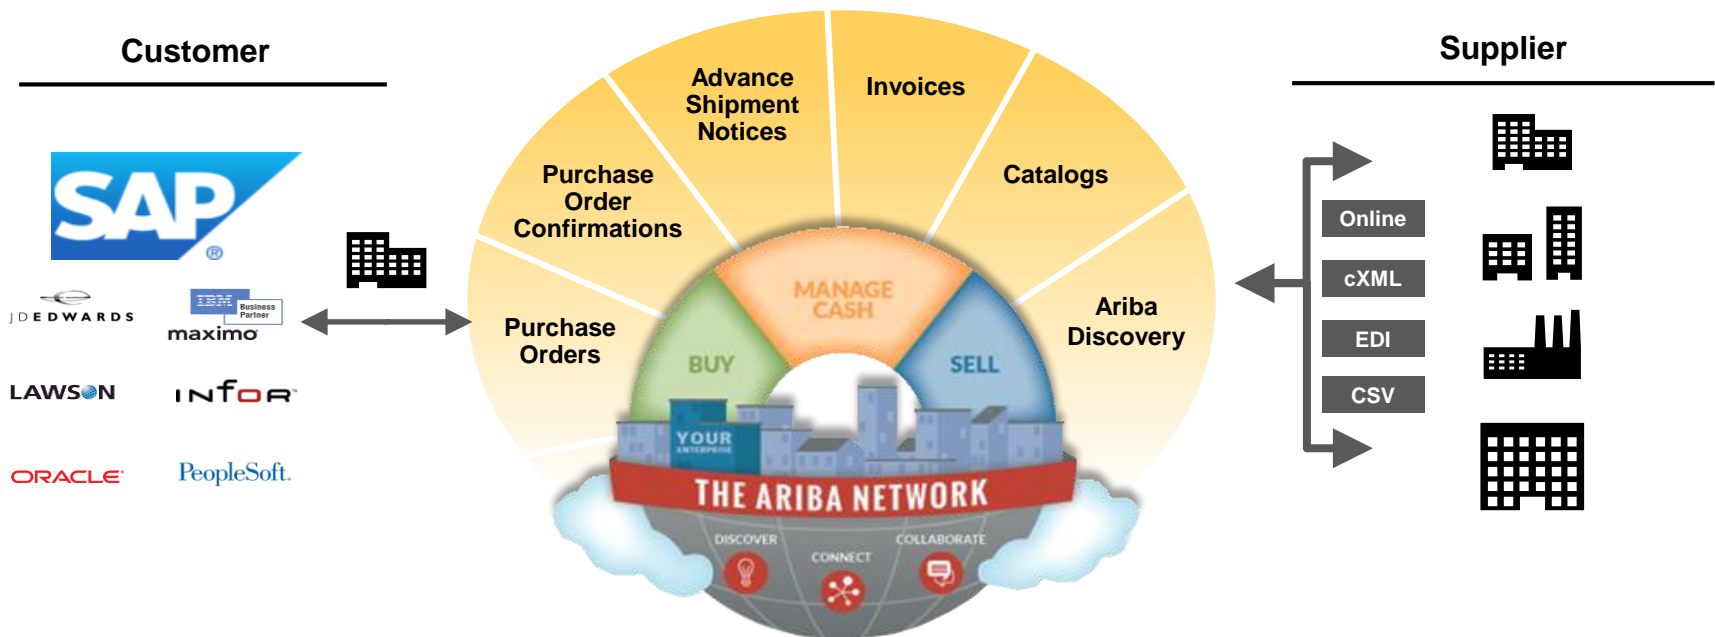 Customer
SAP
®
JDEDWARDS
IBM
Business
Partner
maximo
LAWSON
INFOR™
ORACLE®
PeopleSoft.
Purchase
Orders
Purchase
Order
Confirmations
Advance
Shipment
Notices
Invoices
Catalogs
Ariba
Discovery
BUY
MANAGE
CASH
SELL
YOUR
ENTERPRISE
THE ARIBA NETWORK
DISCOVER
CONNECT
COLLABORATE
Supplier
Online
cXML
EDI
CSV